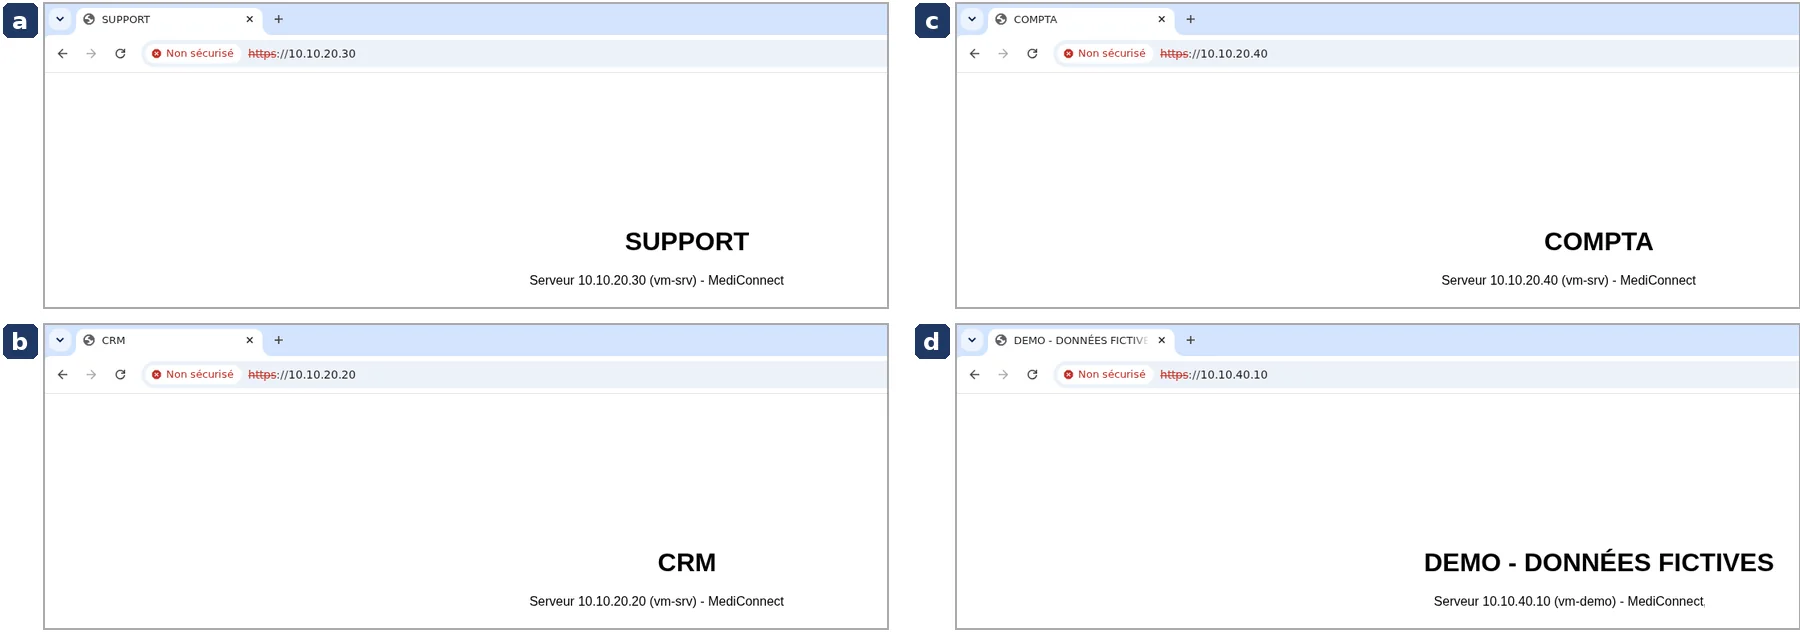 a
SUPPORT
Non sécurisé https://10.10.20.30
SUPPORT
Serveur 10.10.20.30 (vm-srv) - MediConnect
b
CRM
Non sécurisé https://10.10.20.20
CRM
Serveur 10.10.20.20 (vm-srv) - MediConnect
c
COMPTA
Non sécurisé https://10.10.20.40
COMPTA
Serveur 10.10.20.40 (vm-srv) - MediConnect
d
DEMO - DONNÉES FICTIVE
Non sécurisé https://10.10.40.10
DEMO - DONNÉES FICTIVES
Serveur 10.10.40.10 (vm-demo) - MediConnect